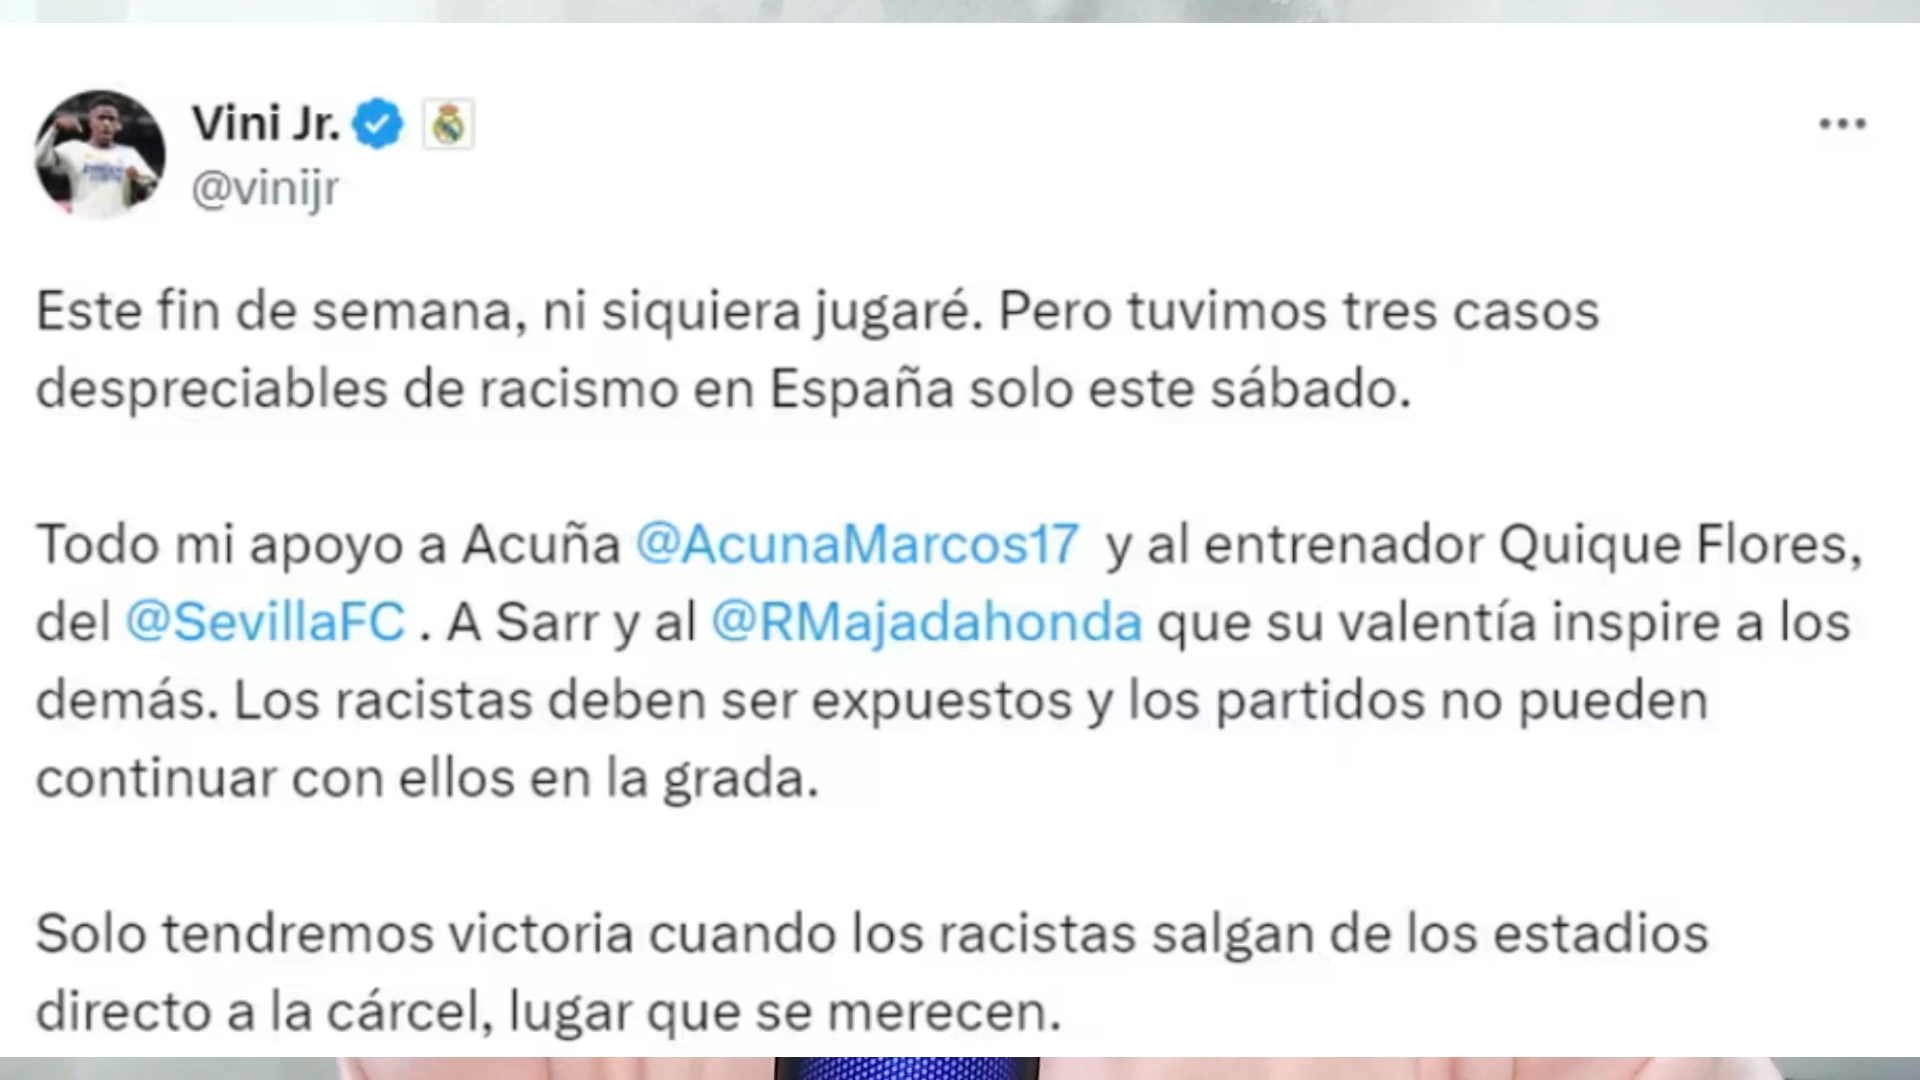 Vini Jr.
@vinijr
Este fin de semana, ni siquiera jugaré. Pero tuvimos tres casos
despreciables de racismo en España solo este sábado.
Todo mi apoyo a Acuña @AcunaMarcos17 y al entrenador Quique Flores,
del @SevillaFC . A Sarr y al @RMajadahonda que su valentía inspire a los
demás. Los racistas deben ser expuestos y los partidos no pueden
continuar con ellos en la grada.
Solo tendremos victoria cuando los racistas salgan de los estadios
directo a la cárcel, lugar que se merecen.